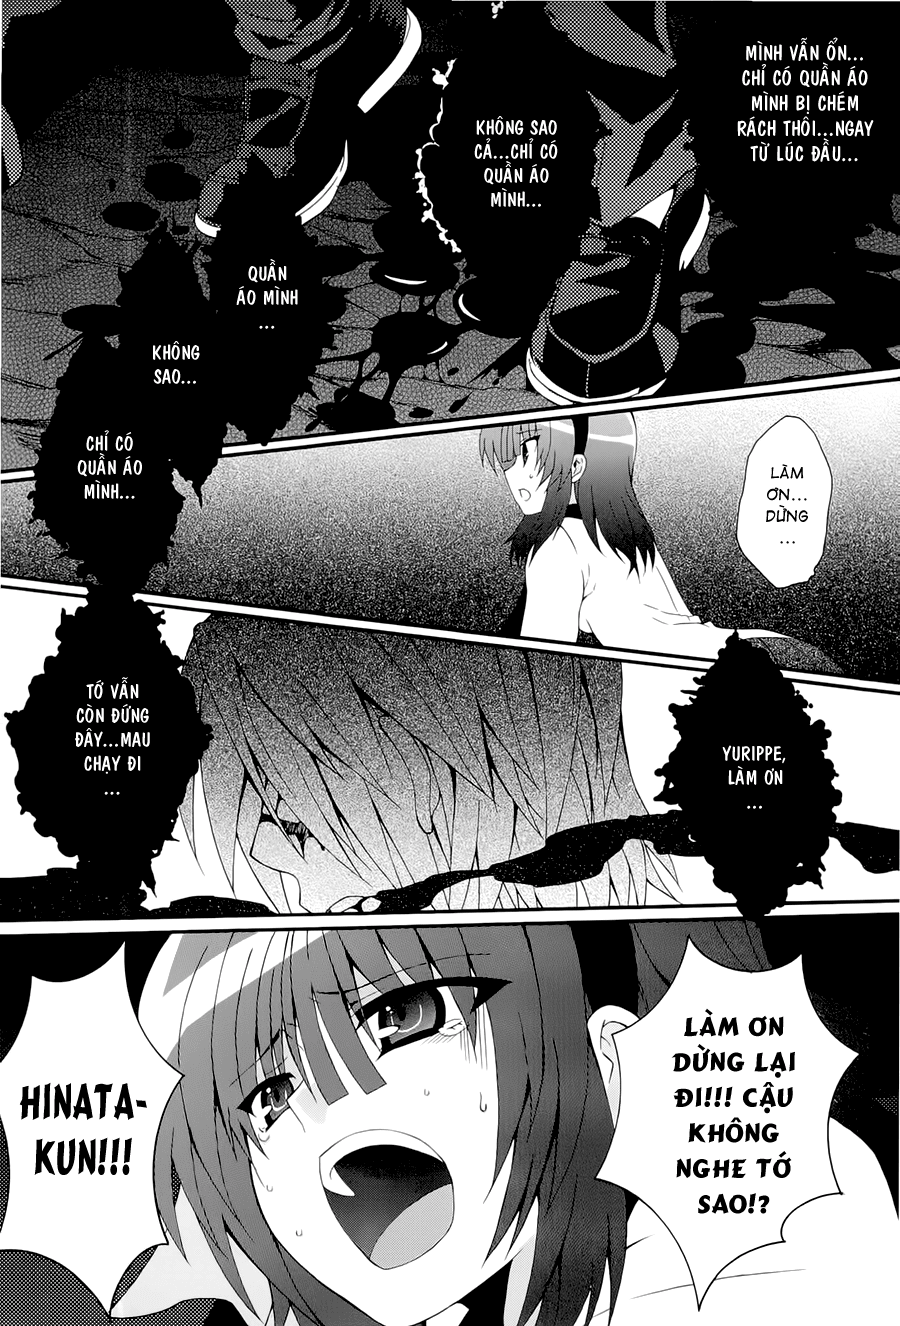 MÌNH VẪN ỔN...
CHỈ CÓ QUẦN ÁO
MÌNH BỊ CHÉM
RÁCH THÔI...NGAY
TỪ LÚC ĐẦU...
KHÔNG SAO
CẢ...CHỈ CÓ
QUẦN ÁO
MÌNH...
QUẦN
ÁO MÌNH
...
KHÔNG
SAO...
CHỈ CÓ
QUẦN ÁO
MÌNH...
LÀM
ƠN...
DỪNG
...
YURIPPE,
LÀM ƠN
...
TỚ VẪN
CÒN ĐỨNG
ĐÂY...MAU
CHẠY ĐI
...
LÀM ƠN
DỪNG LẠI
ĐI!!! CẬU
KHÔNG
NGHE TỚ
SAO!?
HINATA-
KUN!!!